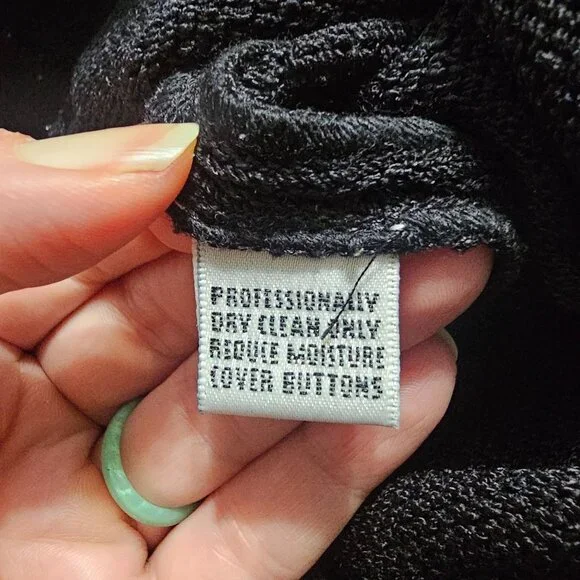 PROFESSIONALLY
DRY CLEAN ONLY
REDUCE MOISTURE
COVER BUTTONS